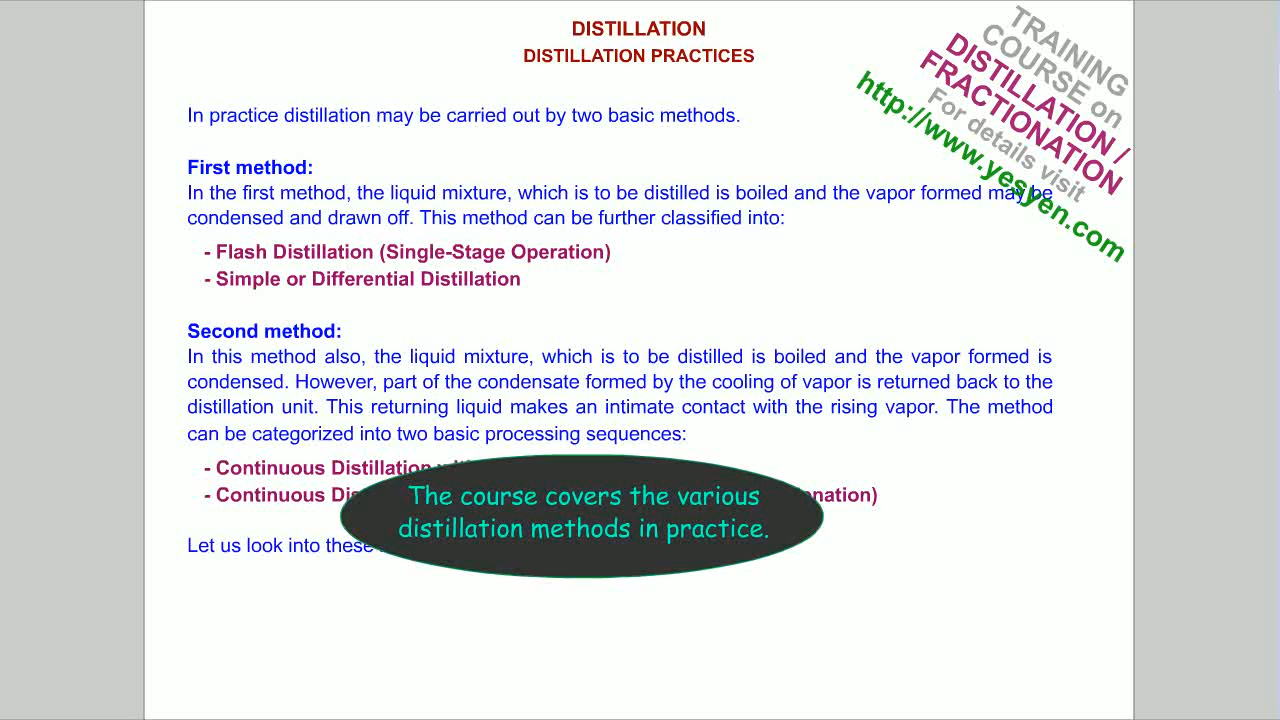 DISTILLATION
DISTILLATION PRACTICES
TRAINING
COURSE on
DISTILLATION /
FRACTIONATION
For details visit
http://www.yesyen.com
In practice distillation may be carried out by two basic methods.
First method:
In the first method, the liquid mixture, which is to be distilled is boiled and the vapor formed may be
condensed and drawn off. This method can be further classified into:
- Flash Distillation (Single-Stage Operation)
- Simple or Differential Distillation
Second method:
In this method also, the liquid mixture, which is to be distilled is boiled and the vapor formed is
condensed. However, part of the condensate formed by the cooling of vapor is returned back to the
distillation unit. This returning liquid makes an intimate contact with the rising vapor. The method
can be categorized into two basic processing sequences:
- Continuous Distillation
- Continuous
The course covers the various
distillation methods in practice.
Let us look into these